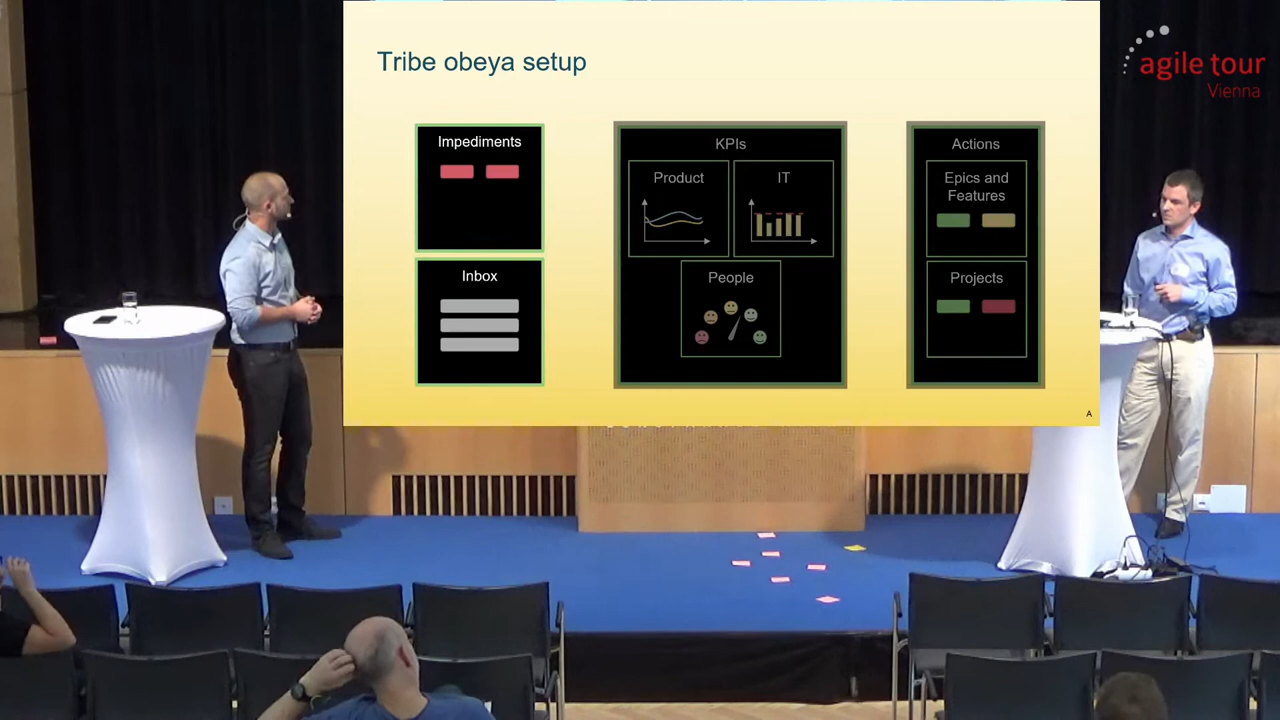 Tribe obeya setup
agile tour
Vienna
Impediments
Inbox
KPIs
Product
IT
People
Actions
Epics and
Features
Projects
A